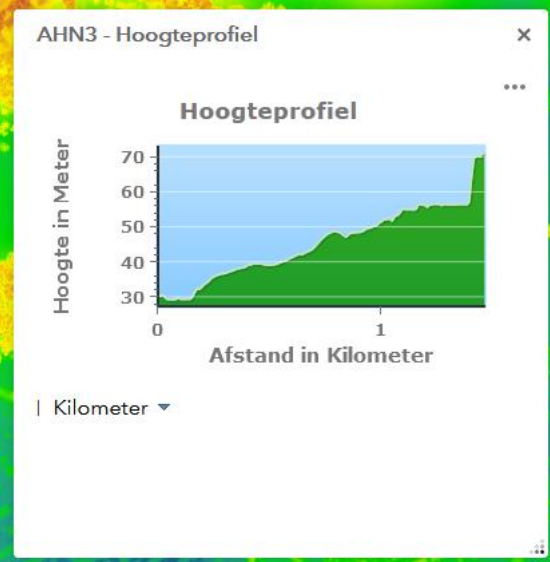 AHN3 - Hoogteprofiel ×
•••
Hoogteprofiel
Hoogte in Meter
70
60
50
40
30
0 1
Afstand in Kilometer
| Kilometer